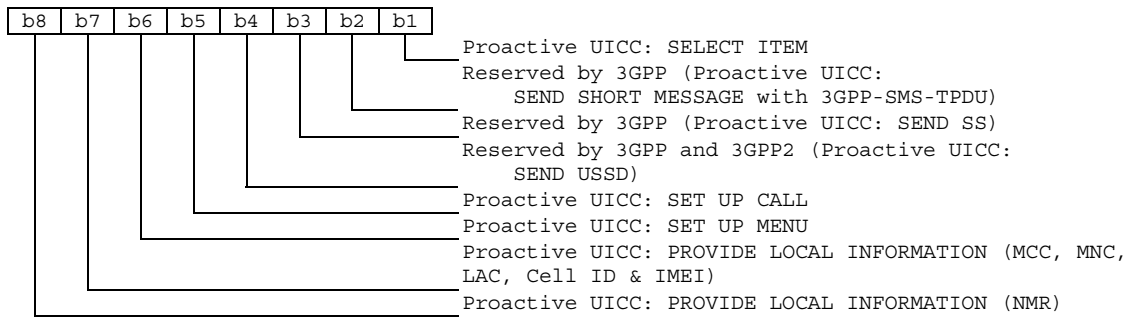 b8 b7 b6 b5 b4 b3 b2 b1
Proactive UICC: SELECT ITEM
Reserved by 3GPP (Proactive UICC:
SEND SHORT MESSAGE with 3GPP-SMS-TPDU)
Reserved by 3GPP (Proactive UICC: SEND SS)
Reserved by 3GPP and 3GPP2 (Proactive UICC:
SEND USSD)
Proactive UICC: SET UP CALL
Proactive UICC: SET UP MENU
Proactive UICC: PROVIDE LOCAL INFORMATION (MCC, MNC,
LAC, Cell ID & IMEI)
Proactive UICC: PROVIDE LOCAL INFORMATION (NMR)